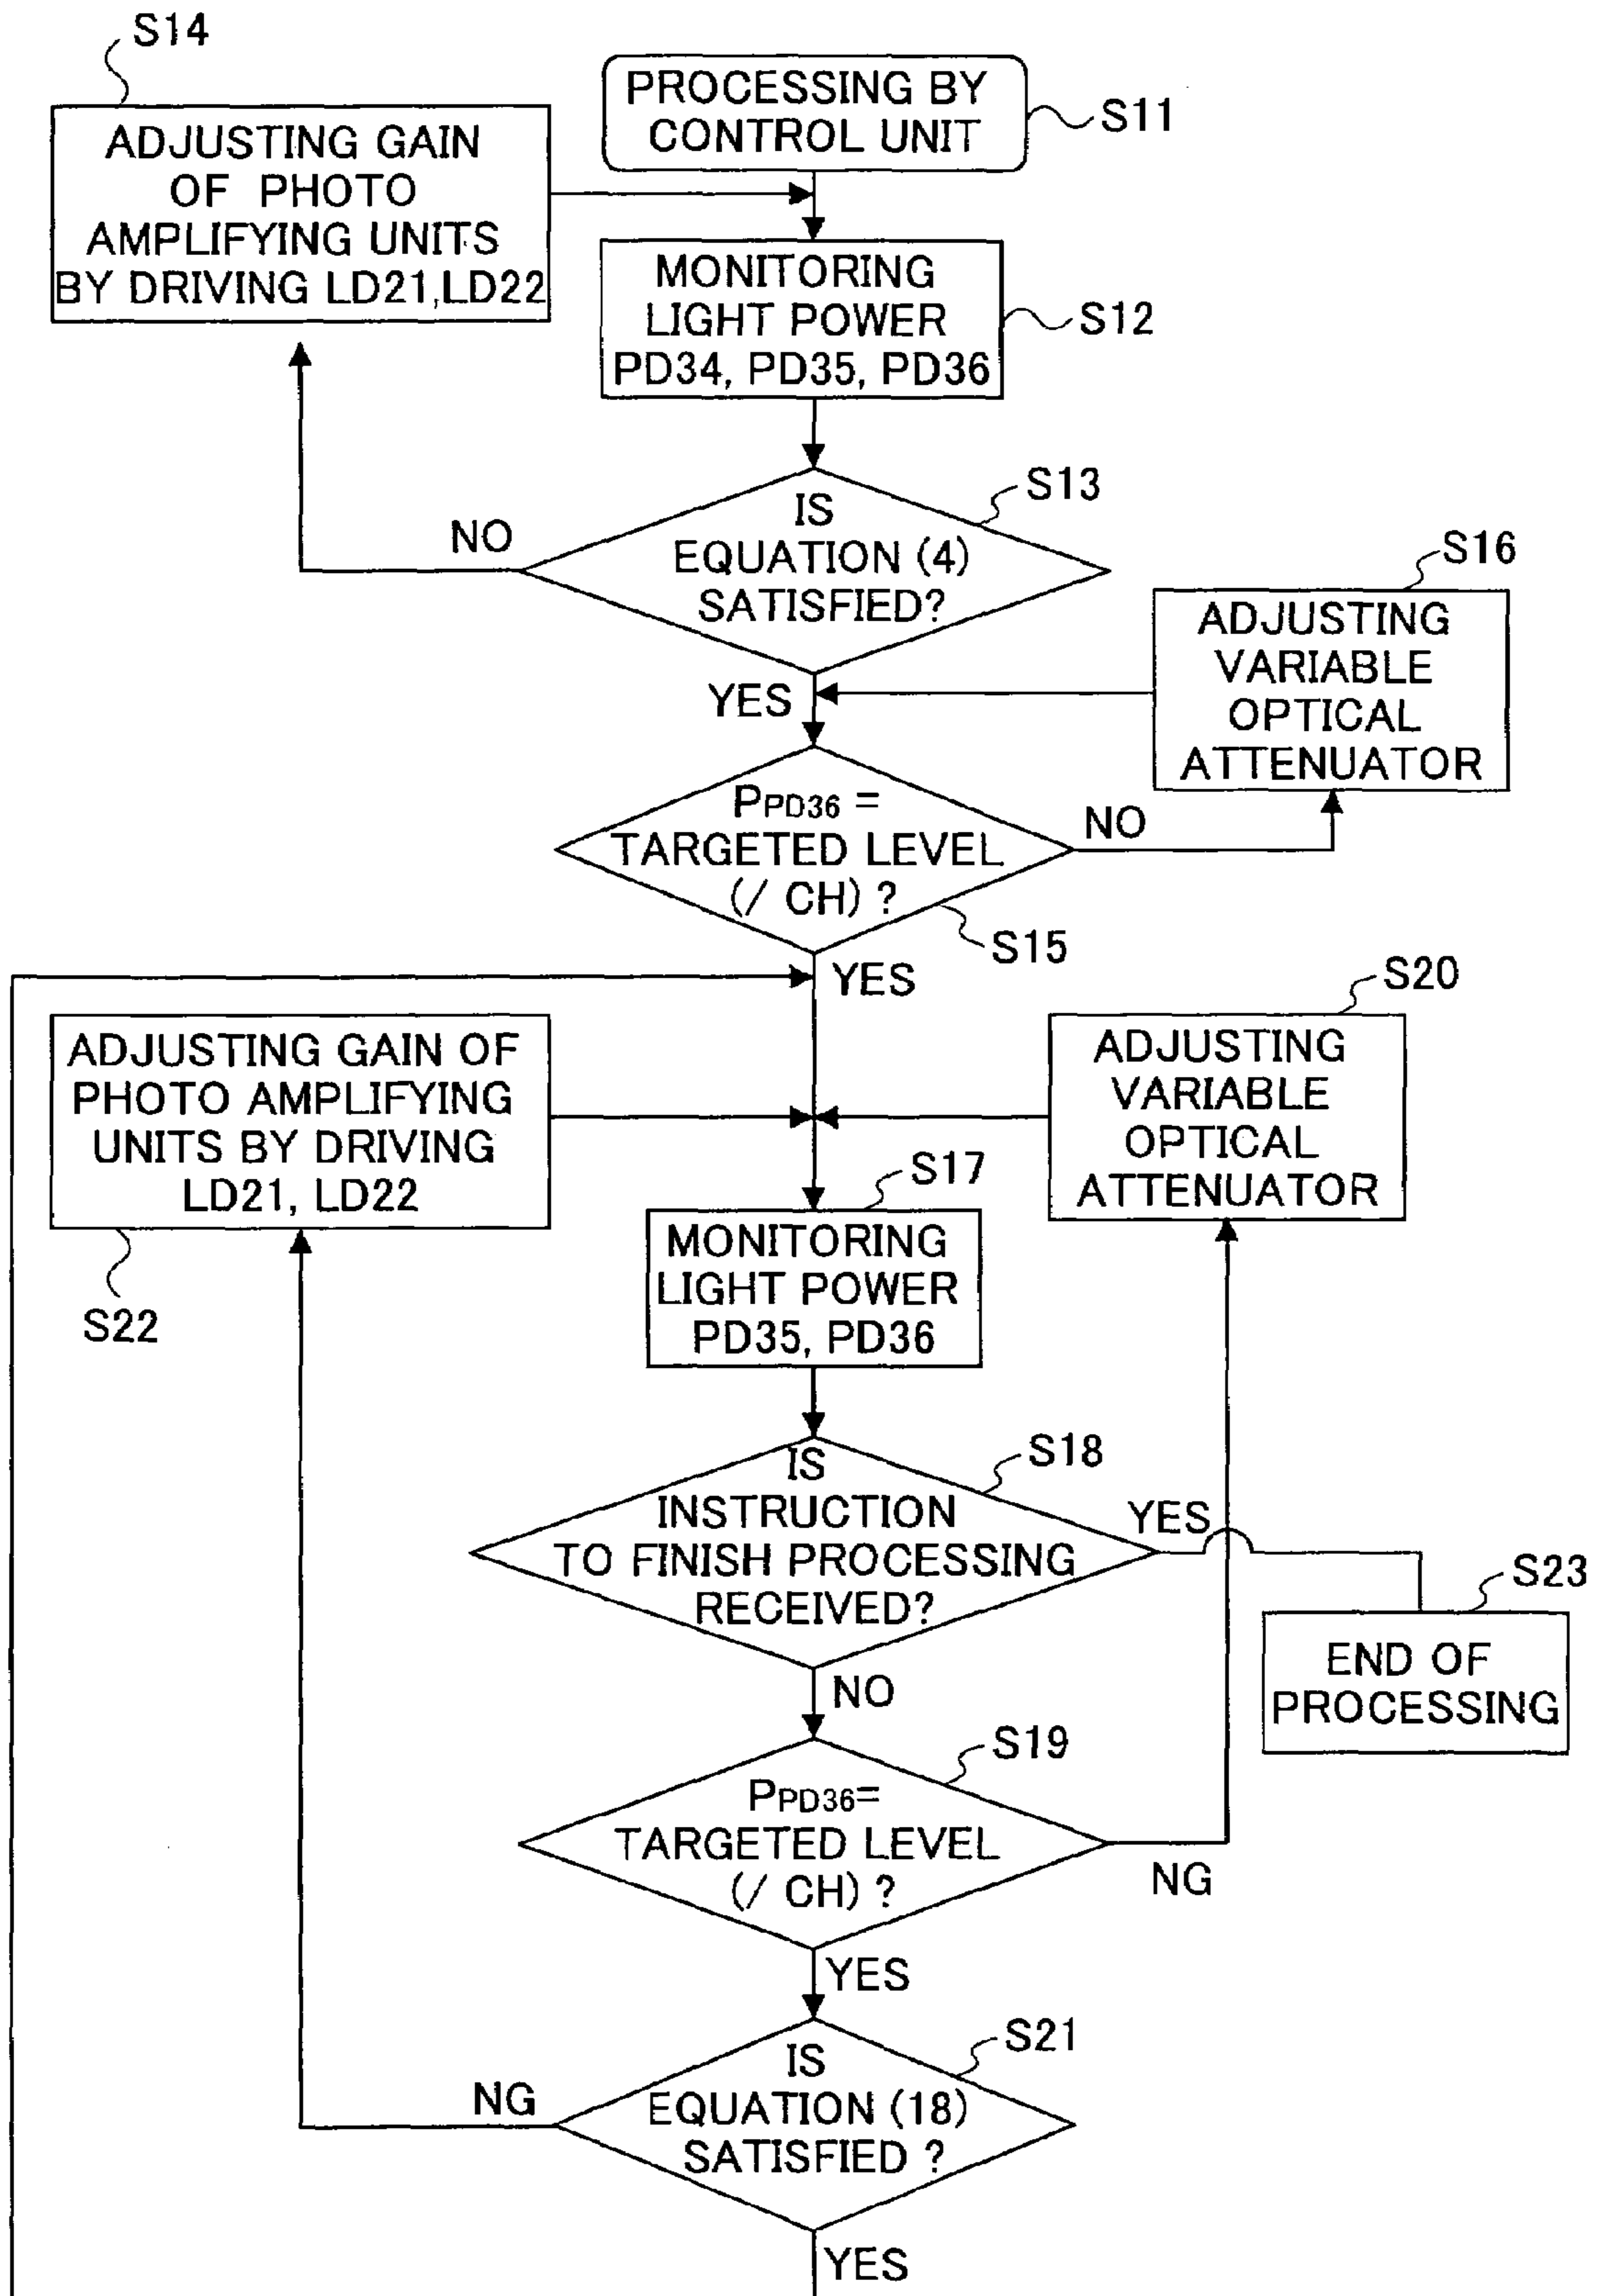 S14
PROCESSING BY
CONTROL UNIT
S11
ADJUSTING GAIN
OF PHOTO
AMPLIFYING UNITS
BY DRIVING LD21,LD22
MONITORING
LIGHT POWER
PD34, PD35, PD36
S12
IS
EQUATION (4)
SATISFIED?
S13
NO
YES
S16
ADJUSTING
VARIABLE
OPTICAL
ATTENUATOR
PPD36 =
TARGETED LEVEL
(/ CH) ?
NO
S15
YES
S20
ADJUSTING GAIN OF
PHOTO AMPLIFYING
UNITS BY DRIVING
LD21, LD22
S22
ADJUSTING
VARIABLE
OPTICAL
ATTENUATOR
S17
MONITORING
LIGHT POWER
PD35, PD36
S18
IS
INSTRUCTION
TO FINISH PROCESSING
RECEIVED?
YES
S23
END OF
PROCESSING
NO
S19
PPD36=
TARGETED LEVEL
(/ CH) ?
NG
YES
S21
IS
EQUATION (18)
SATISFIED ?
NG
YES